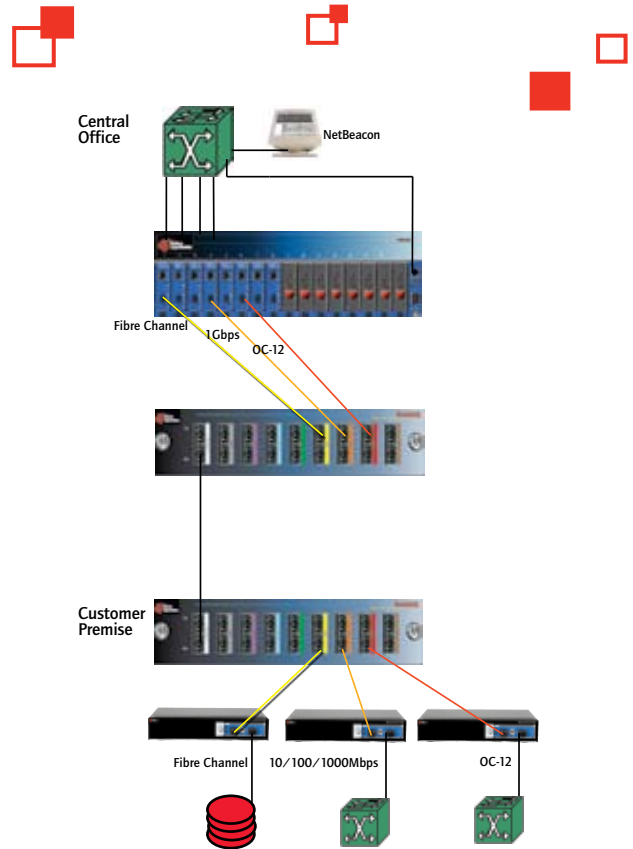 Central
Office
NetBeacon
Fibre Channel
1Gbps
OC-12
Customer
Premise
Fibre Channel
10/100/1000Mbps
OC-12